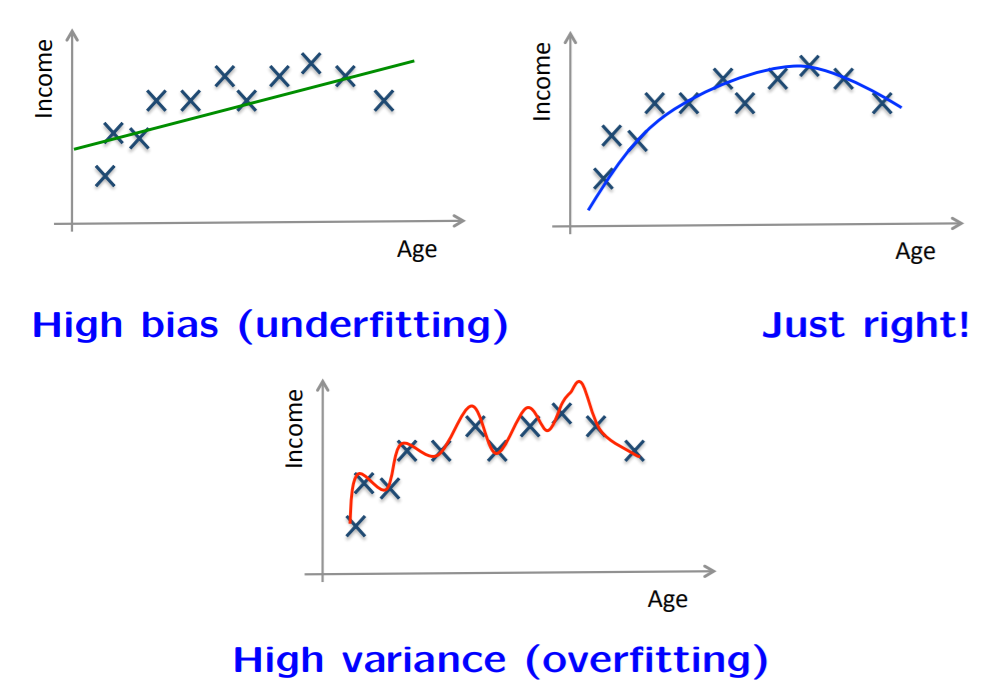 Income
Age
High bias (underfitting)
Income
Age
Just right!
Income
Age
High variance (overfitting)